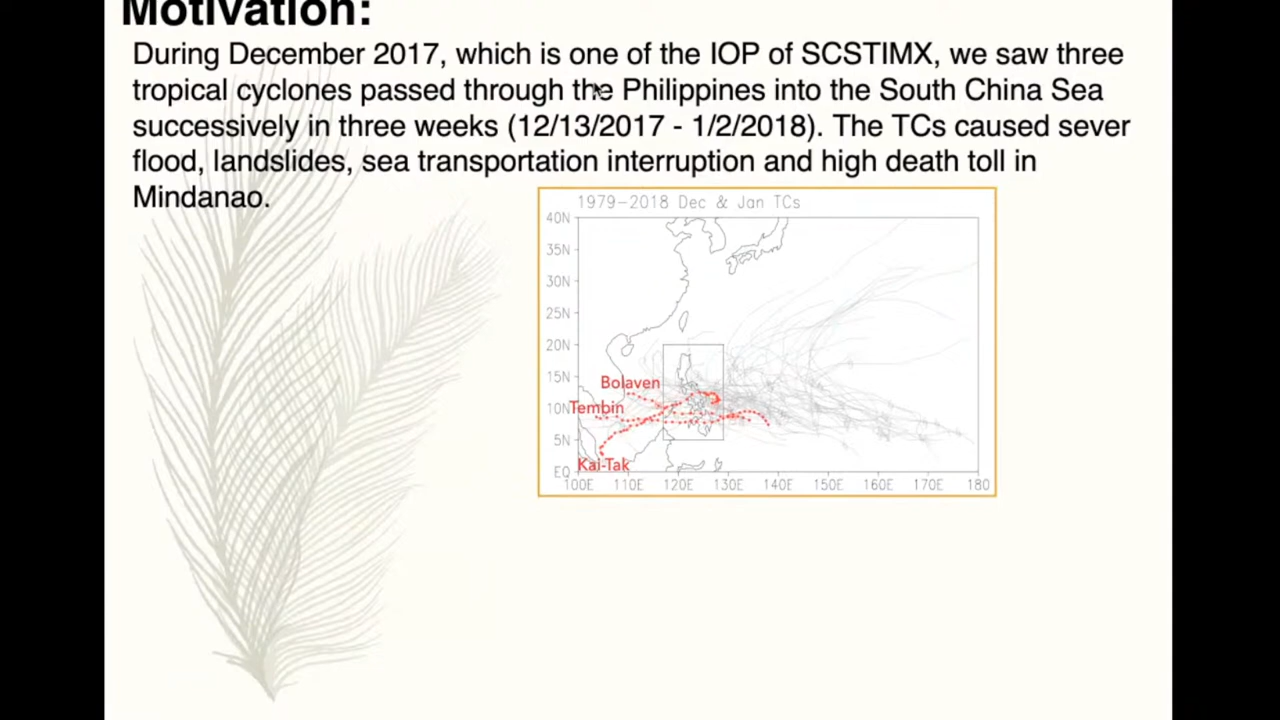 Motivation:
During December 2017, which is one of the IOP of SCSTIMX, we saw three
tropical cyclones passed through the Philippines into the South China Sea
successively in three weeks (12/13/2017 - 1/2/2018). The TCs caused sever
flood, landslides, sea transportation interruption and high death toll in
Mindanao.
1979-2018 Dec & Jan TCs
40N
35N
30N
25N
20N
15N
Bolaven
10N
Tembin
5N
Kai-Tak
EQ
100E 110E 120E 130E 140E 150E 160E 170E 180